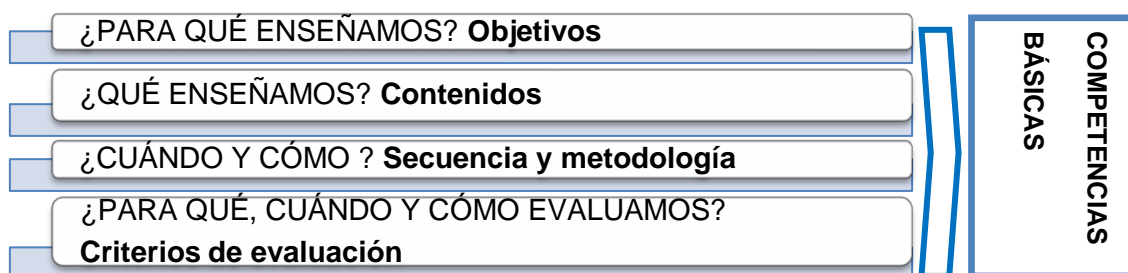 ¿PARA QUÉ ENSEÑAMOS? Objetivos
¿QUÉ ENSEÑAMOS? Contenidos
¿CUÁNDO Y CÓMO ? Secuencia y metodología
¿PARA QUÉ, CUÁNDO Y CÓMO EVALUAMOS?
Criterios de evaluación
COMPETENCIAS
BÁSICAS